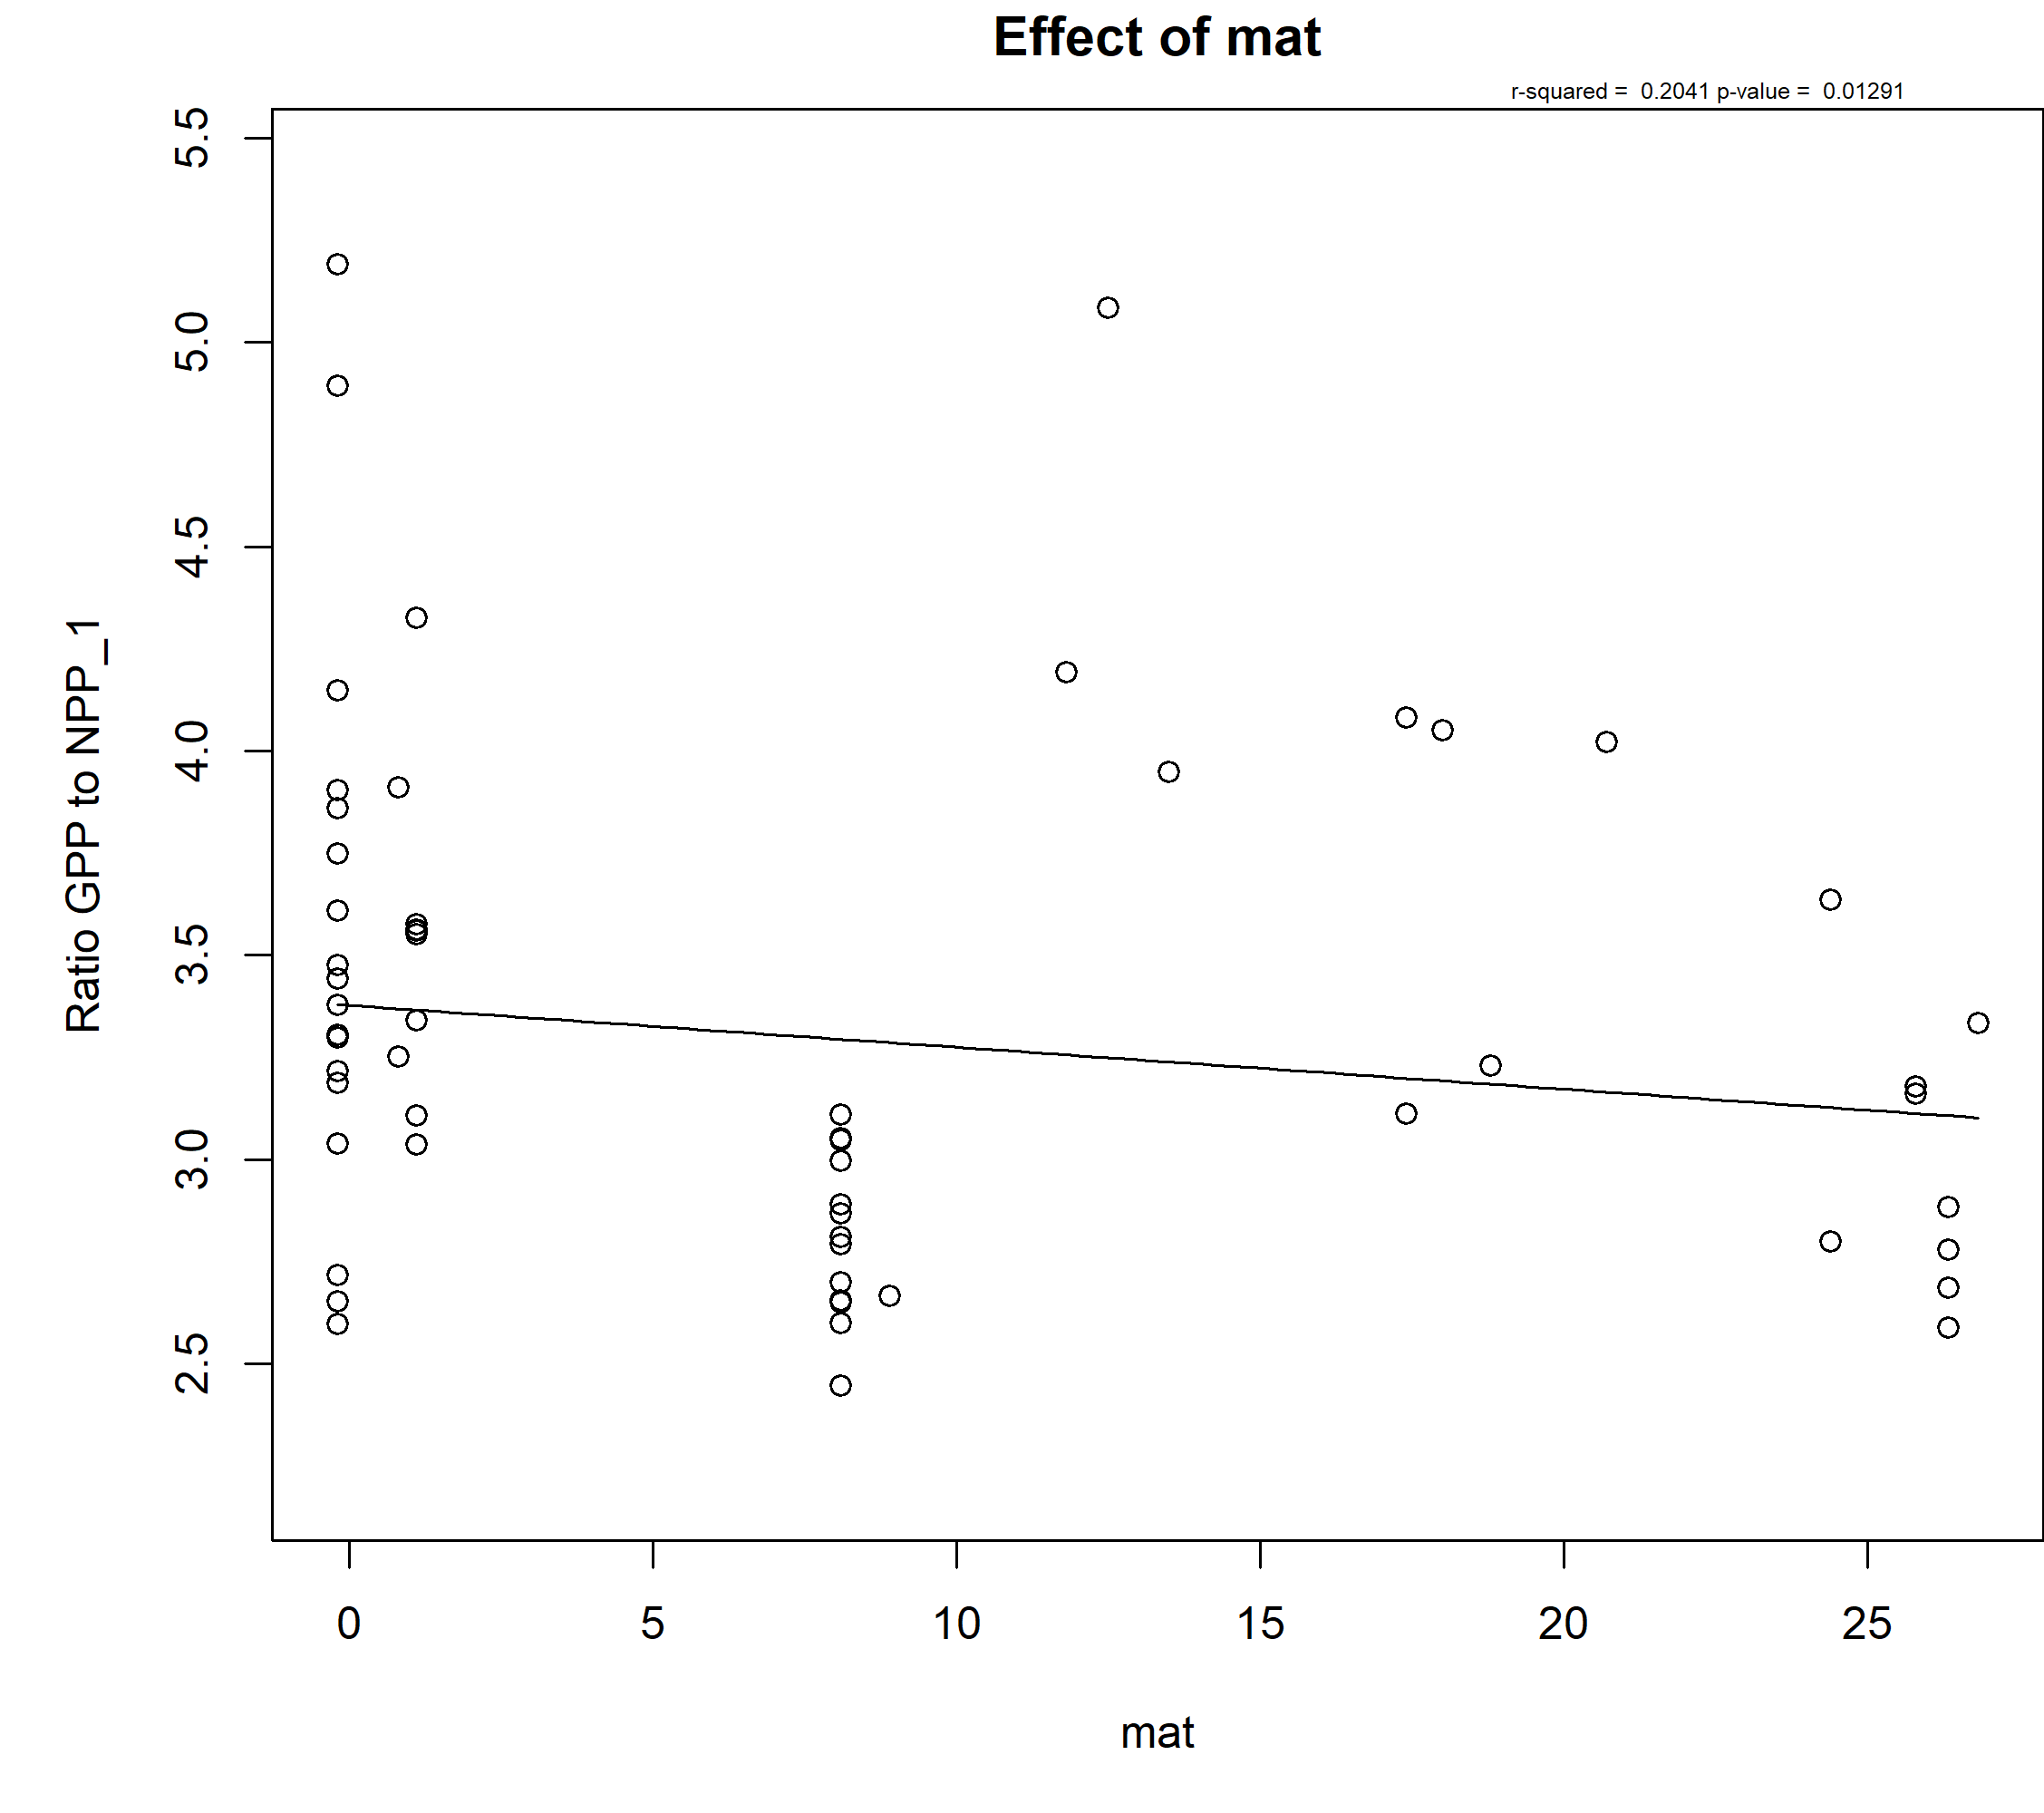 Effect of mat
r-squared = 0.2041 p-value = 0.01291
Ratio GPP to NPP_1
5.5
5.0
4.5
4.0
3.5
3.0
2.5
0 5 10 15 20 25
mat